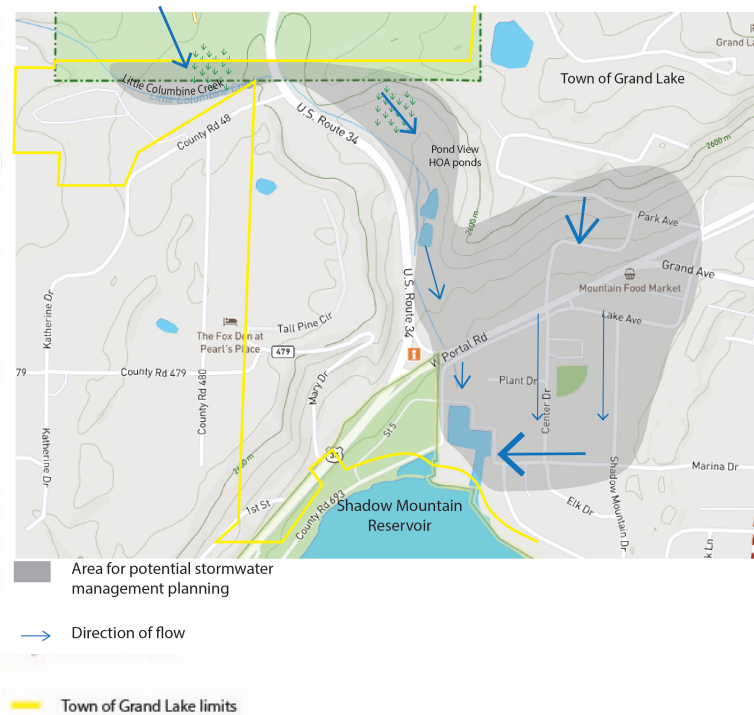 Grand La
Town of Grand Lake
Little Columbine Creek
Little Columbine C
County Rd 48
U.S. Route 34
Pond View
HOA ponds
2600 m
2600 m
Park Ave
Grand Ave
Mountain Food Market
Lake Ave
Katherine Dr
U.S. Route 34
Tall Pine Cir
The Fox Den at
Pearl's Place
479
W Portal Rd
79
County Rd 479
County Rd 480
Mary Dr
Plant Dr
Center Dr
St 5
Katherine Dr
Marina Dr
Shadow Mountain Dr
Elk Dr
1st St
County Rd 693
Shadow Mountain
Reservoir
k Ln
Area for potential stormwater
management planning
Direction of flow
Town of Grand Lake limits